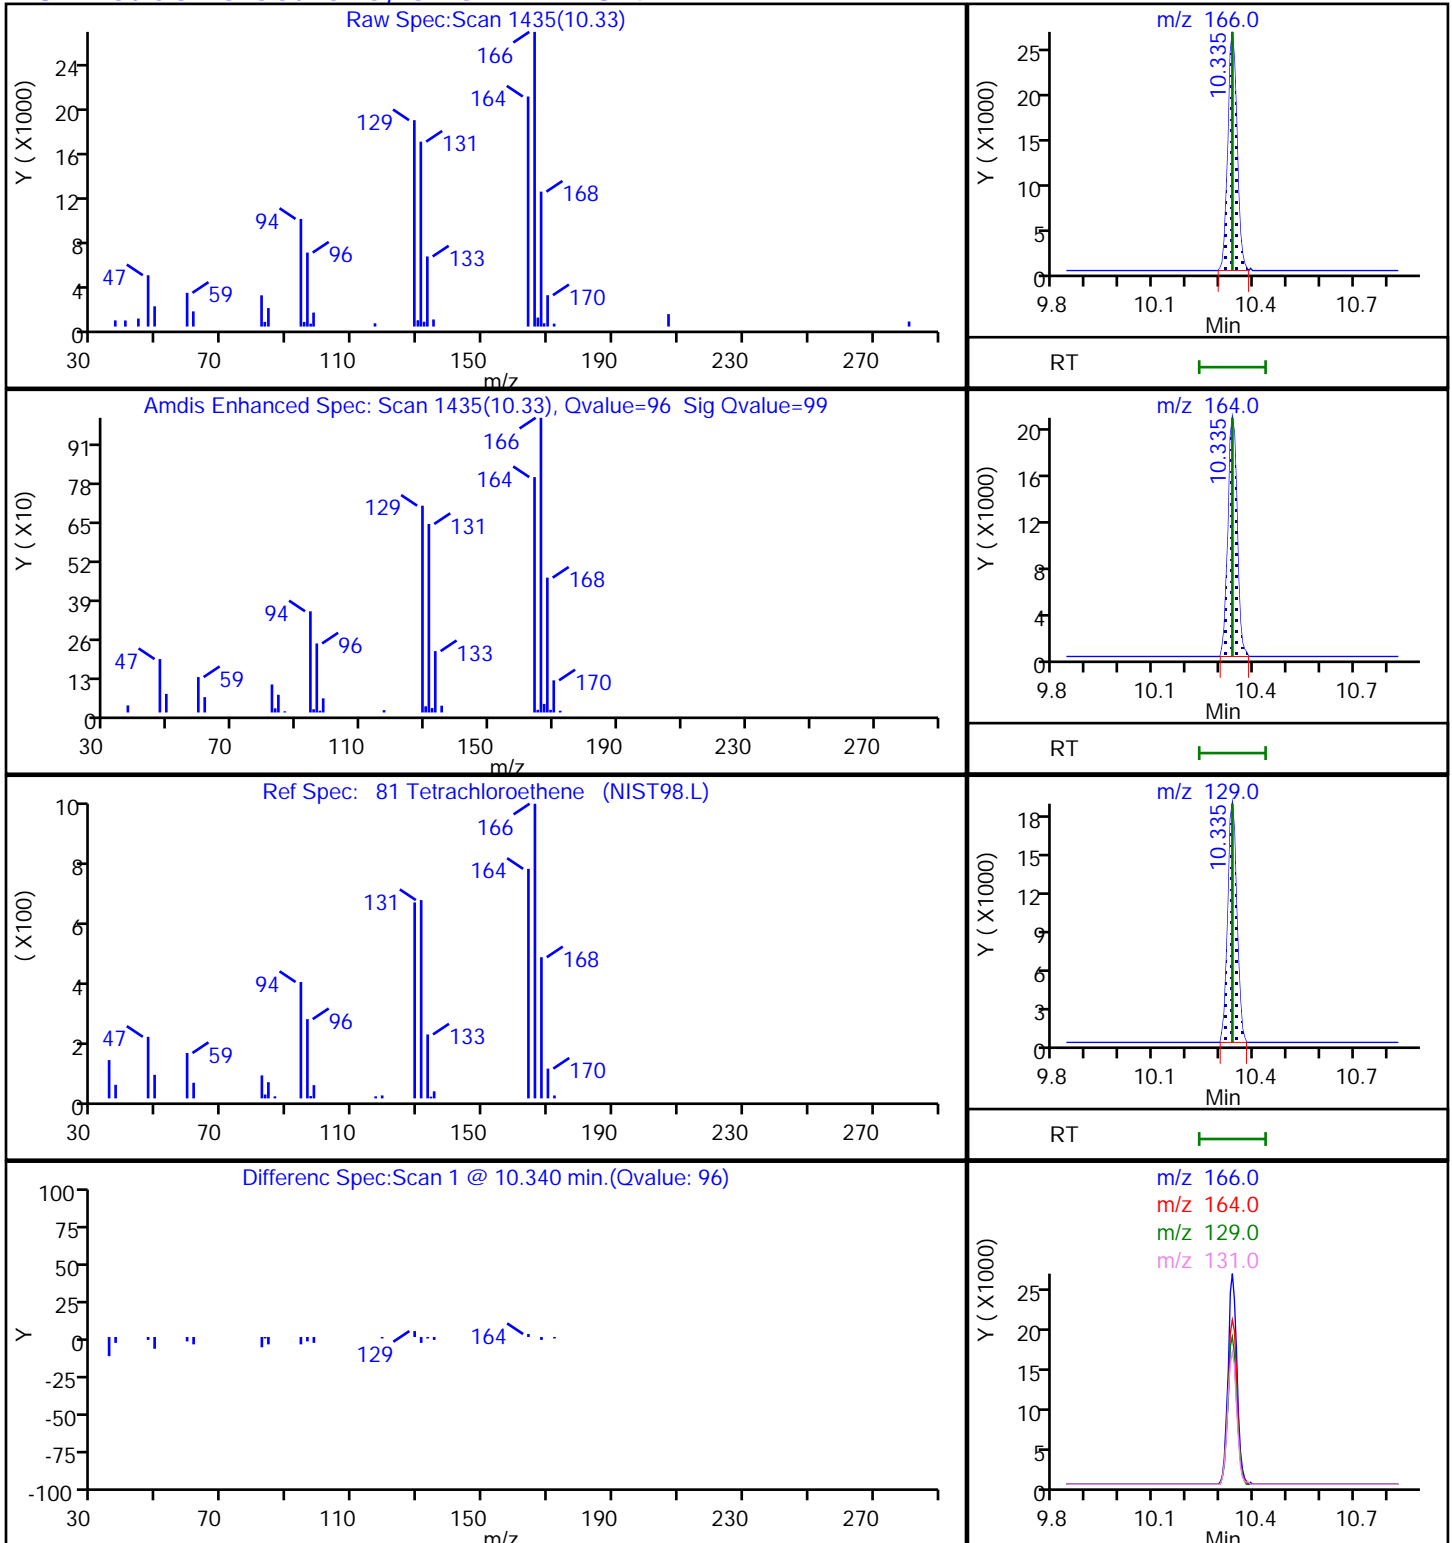 Raw Spec:Scan 1435(10.33)
Y ( X1000)
24
20
16
12
8
4
0
166
164
129
131
168
94
96
133
47
59
170
30 70 110 150 190 230 270
m/z
m/z 166.0
Y ( X1000)
25
20
15
10
5
0
10.335
9.8 10.1 10.4 10.7
Min
RT
Amdis Enhanced Spec: Scan 1435(10.33), Qvalue=96 Sig Qvalue=99
Y ( X10)
91
78
65
52
39
26
13
0
166
164
129
131
168
94
96
133
47
59
170
30 70 110 150 190 230 270
m/z
m/z 164.0
Y ( X1000)
20
16
12
8
4
0
10.335
9.8 10.1 10.4 10.7
Min
RT
Ref Spec: 81 Tetrachloroethene (NIST98.L)
( X100)
10
8
6
4
2
0
166
164
131
168
94
96
133
47
59
170
30 70 110 150 190 230 270
m/z 129.0
Y ( X1000)
18
15
12
9
6
3
0
10.335
9.8 10.1 10.4 10.7
Min
RT
Differenc Spec:Scan 1 @ 10.340 min.(Qvalue: 96)
Y
100
75
50
25
0
-25
-50
-75
-100
129
164
30 70 110 150 190 230 270
m/z
m/z 166.0
m/z 164.0
m/z 129.0
m/z 131.0
Y ( X1000)
25
20
15
10
5
0
9.8 10.1 10.4 10.7
Min